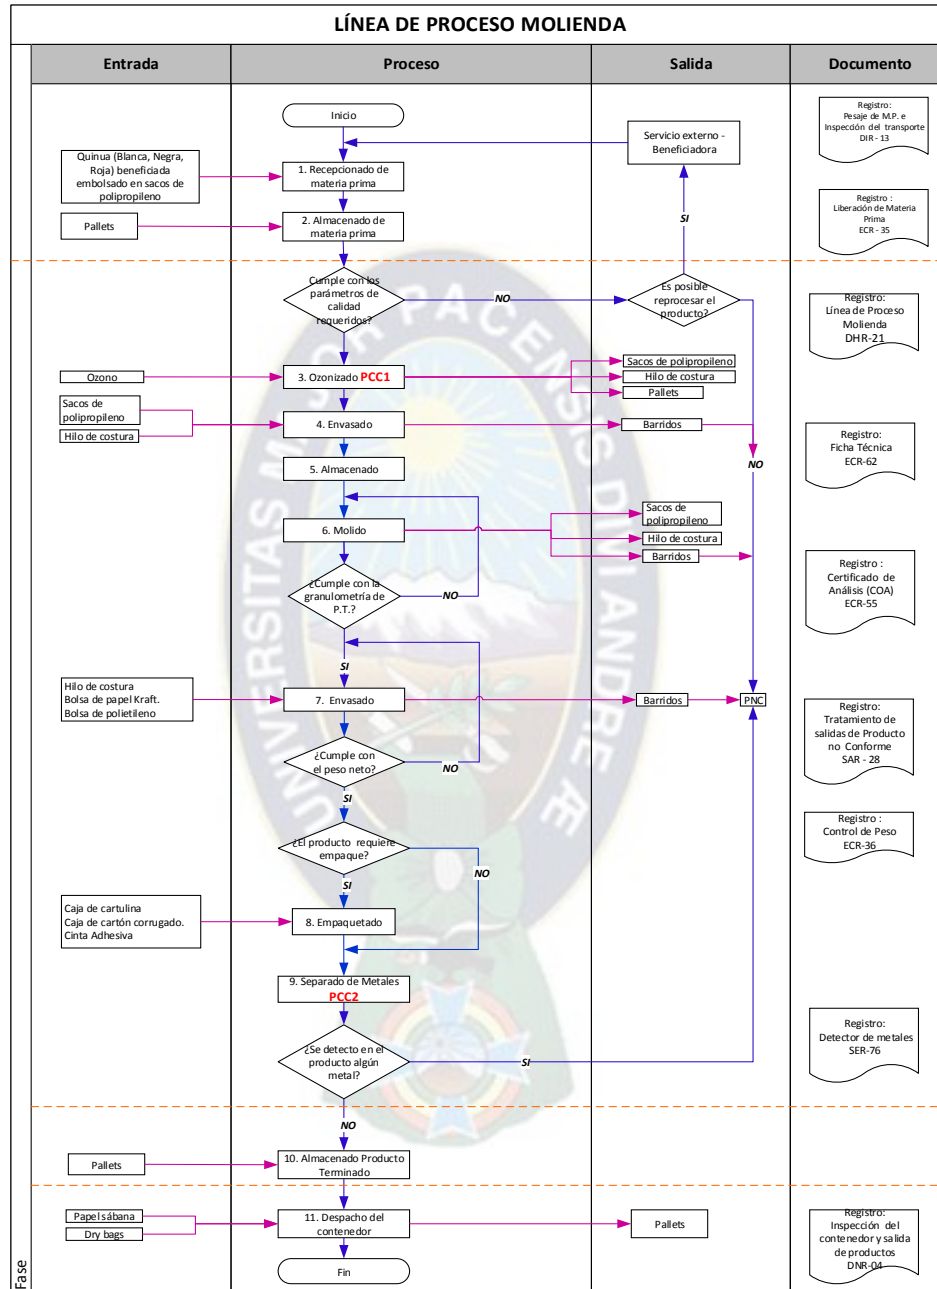 LÍNEA DE PROCESO MOLIENDA
Entrada
Proceso
Salida
Documento
Inicio
Servicio externo -
Beneficiadora
Registro:
Pesaje de M.P. e
Inspección del transporte
DIR - 13
Quinua (Blanca, Negra,
Roja) beneficiada
embolsado en sacos de
polipropileno
1. Recepcionado de
materia prima
SI
Registro :
Liberación de Materia
Prima
ECR - 35
Pallets
2. Almacenado de
materia prima
Cumple con los
parámetros de
calidad
requeridos?
NO
Es posible
reprocesar el
producto?
Registro:
Línea de Proceso
Molienda
DHR-21
Ozono
3. Ozonizado PCC1
Sacos de polipropileno
Hilo de costura
Pallets
Sacos de
polipropileno
Hilo de costura
4. Envasado
Barridos
NO
Registro:
Ficha Técnica
ECR-62
5. Almacenado
6. Molido
Sacos de
polipropileno
Hilo de costura
Barridos
¿Cumple con la
granulometría de
P.T.?
NO
Registro :
Certificado de
Análisis (COA)
ECR-55
SI
Hilo de costura
Bolsa de papel Kraft.
Bolsa de polietileno
7. Envasado
Barridos
PNC
Registro:
Tratamiento de
salidas de Producto
no Conforme
SAR - 28
¿Cumple con
el peso neto?
NO
SI
Registro :
Control de Peso
ECR-36
¿El producto requiere
empaque?
NO
SI
Caja de cartulina
Caja de cartón corrugado.
Cinta Adhesiva
8. Empaquetado
9. Separado de Metales
PCC2
¿Se detecto en el
producto algún
metal?
SI
Registro:
Detector de metales
SER-76
NO
Pallets
10. Almacenado Producto
Terminado
Papel sábana
Dry bags
11. Despacho del
contenedor
Pallets
Registro:
Inspección del
contenedor y salida
de productos
DNR-04
Fin
Fase
UNIVERSITAS MAJOR PACENSIS DIVI ANDRE Æ